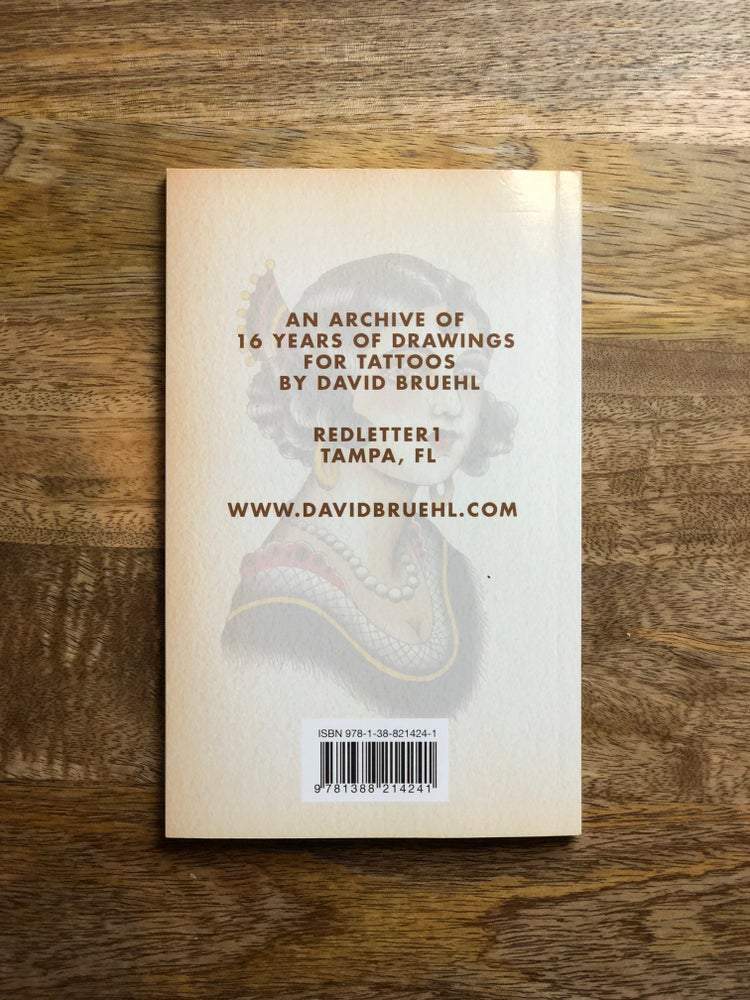 AN ARCHIVE OF
16 YEARS OF DRAWINGS
FOR TATTOOS
BY DAVID BRUEHL
REDLETTER1
TAMPA, FL
WWW.DAVIDBRUEHL.COM
ISBN 978-1-38-821424-1
9 781388 214241